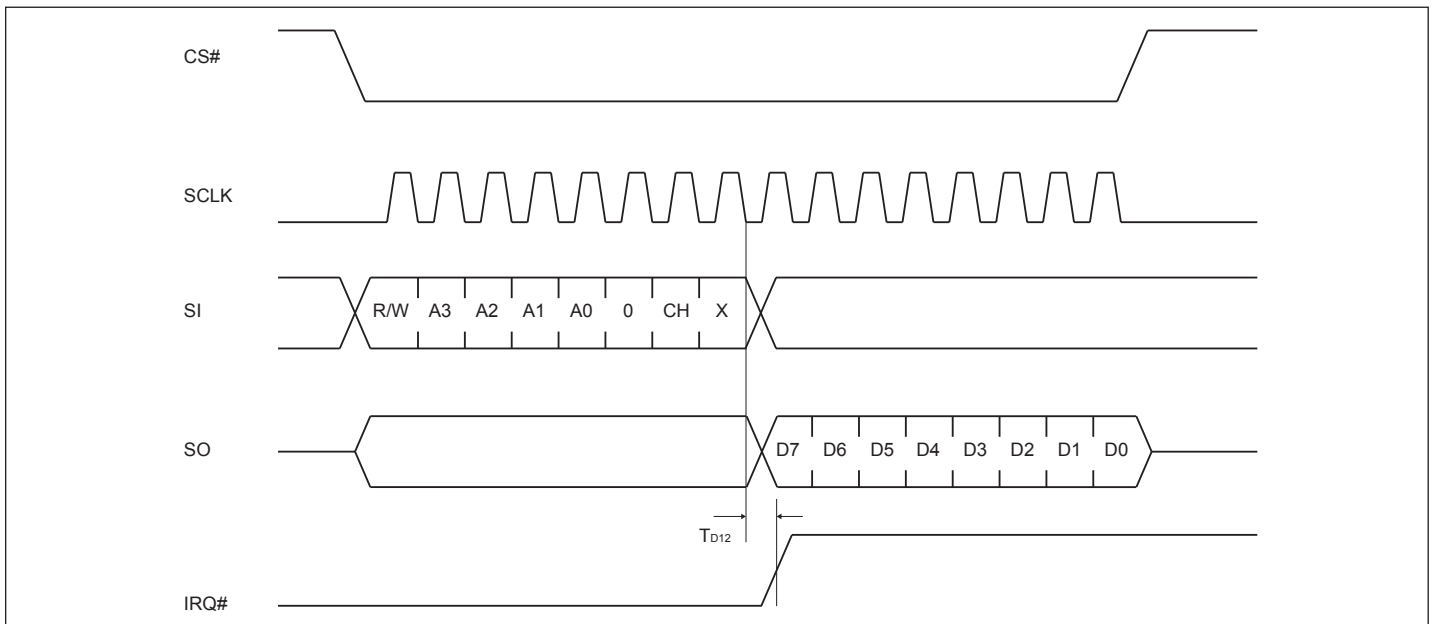 CS#
SCLK
SI
R/W A3 A2 A1 A0 0 CH X
SO
D7 D6 D5 D4 D3 D2 D1 D0
TD12
IRQ#